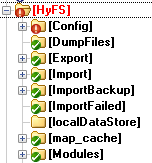 [HyFS]
[Config]
[DumpFiles]
[Export]
[Import]
[ImportBackup]
[ImportFailed]
[localDataStore]
[map_cache]
[Modules]